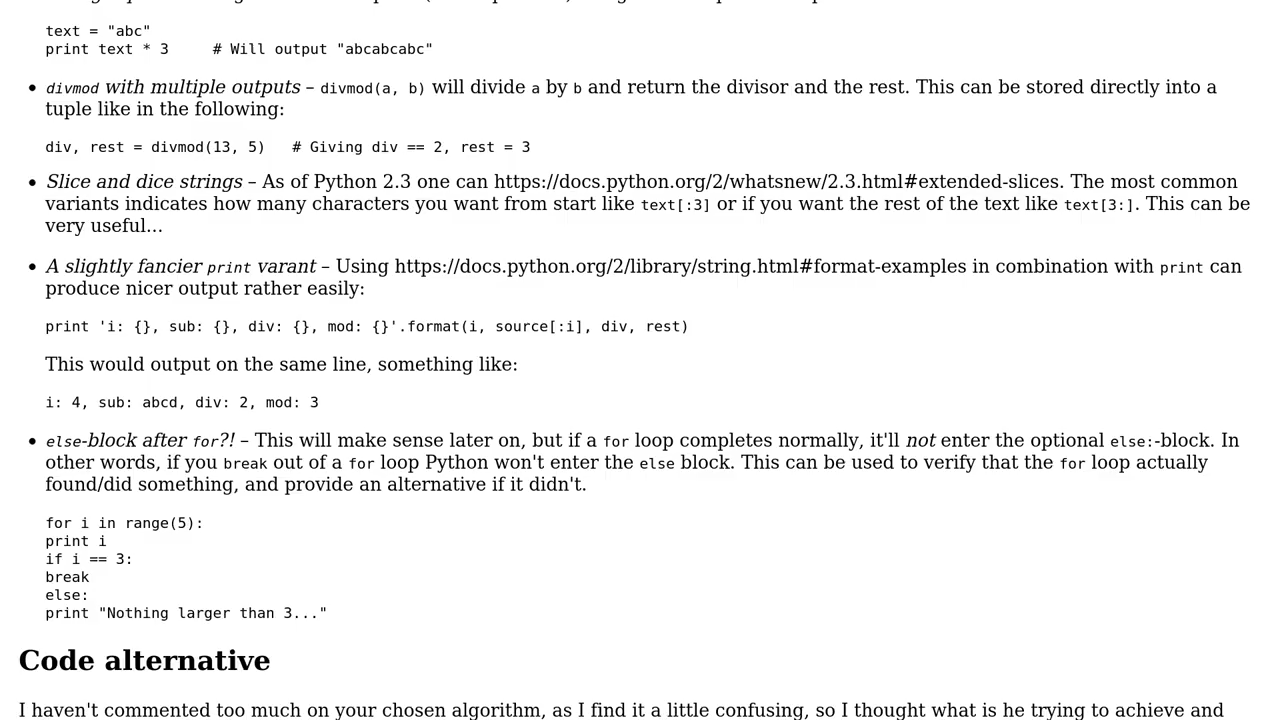 text = "abc"
print text * 3     # Will output "abcabcabc"
• divmod with multiple outputs – divmod(a, b) will divide a by b and return the divisor and the rest. This can be stored directly into a
tuple like in the following:
div, rest = divmod(13, 5)   # Giving div == 2, rest = 3
• Slice and dice strings – As of Python 2.3 one can https://docs.python.org/2/whatsnew/2.3.html#extended-slices. The most common
variants indicates how many characters you want from start like text[:3] or if you want the rest of the text like text[3:]. This can be
very useful...
• A slightly fancier print varant – Using https://docs.python.org/2/library/string.html#format-examples in combination with print can
produce nicer output rather easily:
print 'i: {}, sub: {}, div: {}, mod: {}'.format(i, source[:i], div, rest)
This would output on the same line, something like:
i: 4, sub: abcd, div: 2, mod: 3
• else-block after for?! – This will make sense later on, but if a for loop completes normally, it'll not enter the optional else:-block. In
other words, if you break out of a for loop Python won't enter the else block. This can be used to verify that the for loop actually
found/did something, and provide an alternative if it didn't.
for i in range(5):
print i
if i == 3:
break
else:
print "Nothing larger than 3..."
Code alternative
I haven't commented too much on your chosen algorithm, as I find it a little confusing, so I thought what is he trying to achieve and